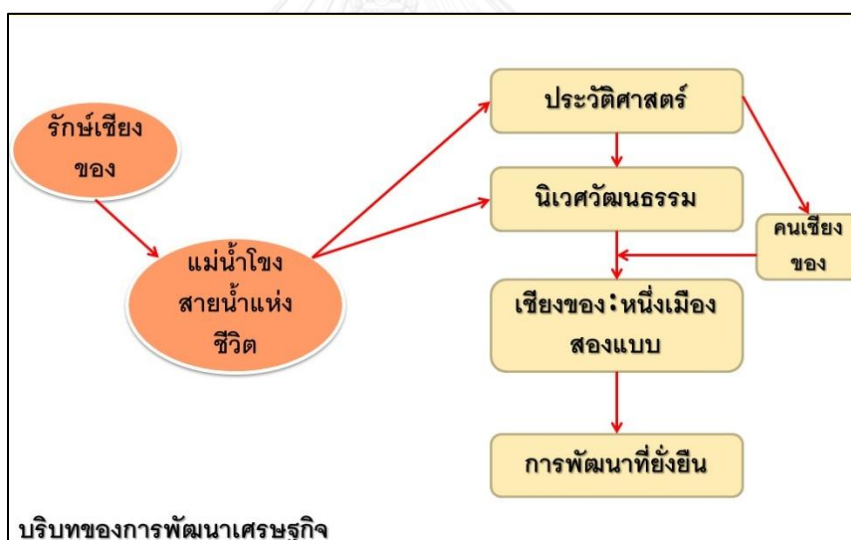 รักษ์เชียง
ของ
แม่น้ำโขง
สายน้ำแห่ง
ชีวิต
ประวัติศาสตร์
นิเวศวัฒนธรรม
คนเชียง
ของ
เชียงของ:หนึ่งเมือง
สองแบบ
การพัฒนาที่ยั่งยืน
บริบทของการพัฒนาเศรษฐกิจ